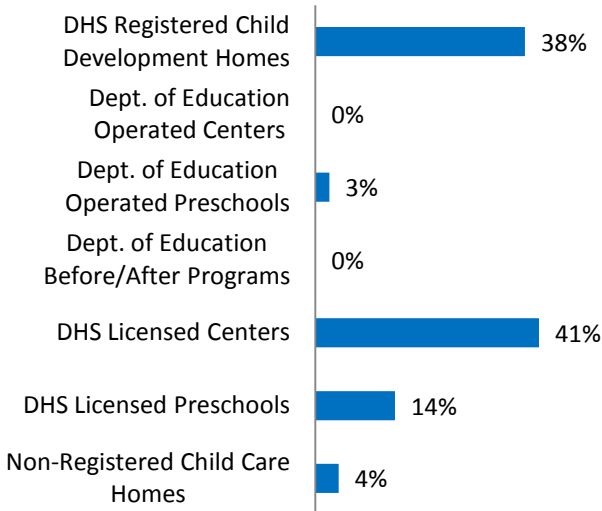 DHS Registered Child
Development Homes
38%
Dept. of Education
Operated Centers
0%
Dept. of Education
Operated Preschools
3%
Dept. of Education
Before/After Programs
0%
DHS Licensed Centers
41%
DHS Licensed Preschools
14%
Non-Registered Child Care
Homes
4%